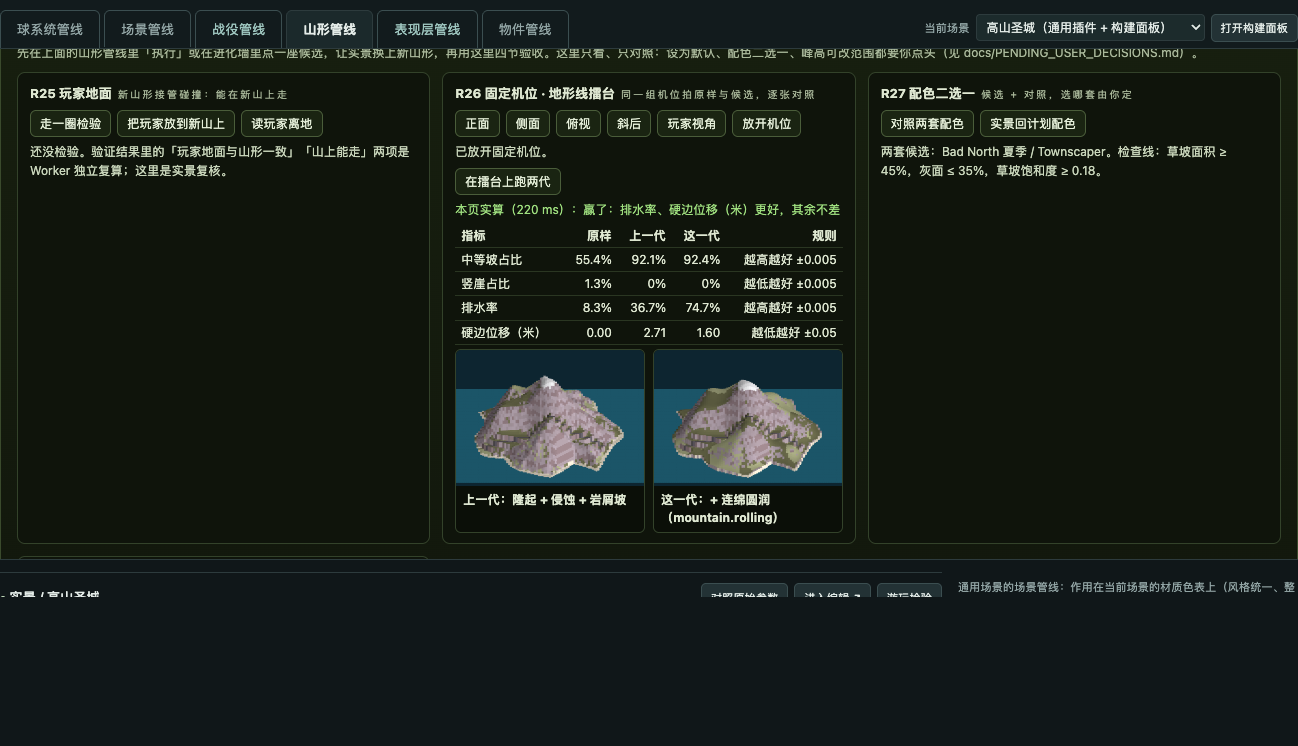 球系统管线 场景管线 战役管线 山形管线 表现层管线 物件管线 当前场景 高山圣城（通用插件 + 构建面板） 打开构建面板
先在上面的山形管线里「执行」或在进化墙里点一座候选，让实景换上新山形，再用这里四节验收。这里只看、只对照：设为默认、配色二选一、峰高可改范围都要你点头（见 docs/PENDING_USER_DECISIONS.md）。
R25 玩家地面 新山形接管碰撞：能在新山上走
走一圈检验 把玩家放到新山上 读玩家离地
还没检验。验证结果里的「玩家地面与山形一致」「山上能走」两项是
Worker 独立复算；这里是实景复核。
R26 固定机位 · 地形线擂台 同一组机位拍原样与候选，逐张对照
正面 侧面 俯视 斜后 玩家视角 放开机位
已放开固定机位。
在擂台上跑两代
本页实算（220 ms）：赢了：排水率、硬边位移（米）更好，其余不差
指标 原样 上一代 这一代 规则
中等坡占比 55.4% 92.1% 92.4% 越高越好 ±0.005
竖崖占比 1.3% 0% 0% 越低越好 ±0.005
排水率 8.3% 36.7% 74.7% 越高越好 ±0.005
硬边位移（米） 0.00 2.71 1.60 越低越好 ±0.05
上一代：隆起 + 侵蚀 + 岩屑坡
这一代：+ 连绵圆润
（mountain.rolling）
R27 配色二选一 候选 + 对照，选哪套由你定
对照两套配色 实景回计划配色
两套候选：Bad North 夏季 / Townscaper。检查线：草坡面积 ≥
45%，灰面 ≤ 35%，草坡饱和度 ≥ 0.18。
实景 / 高山圣城 对照原始参数 进入编辑 ↗ 游玩检验
通用场景的场景管线：作用在当前场景的材质色表上（风格统一、整